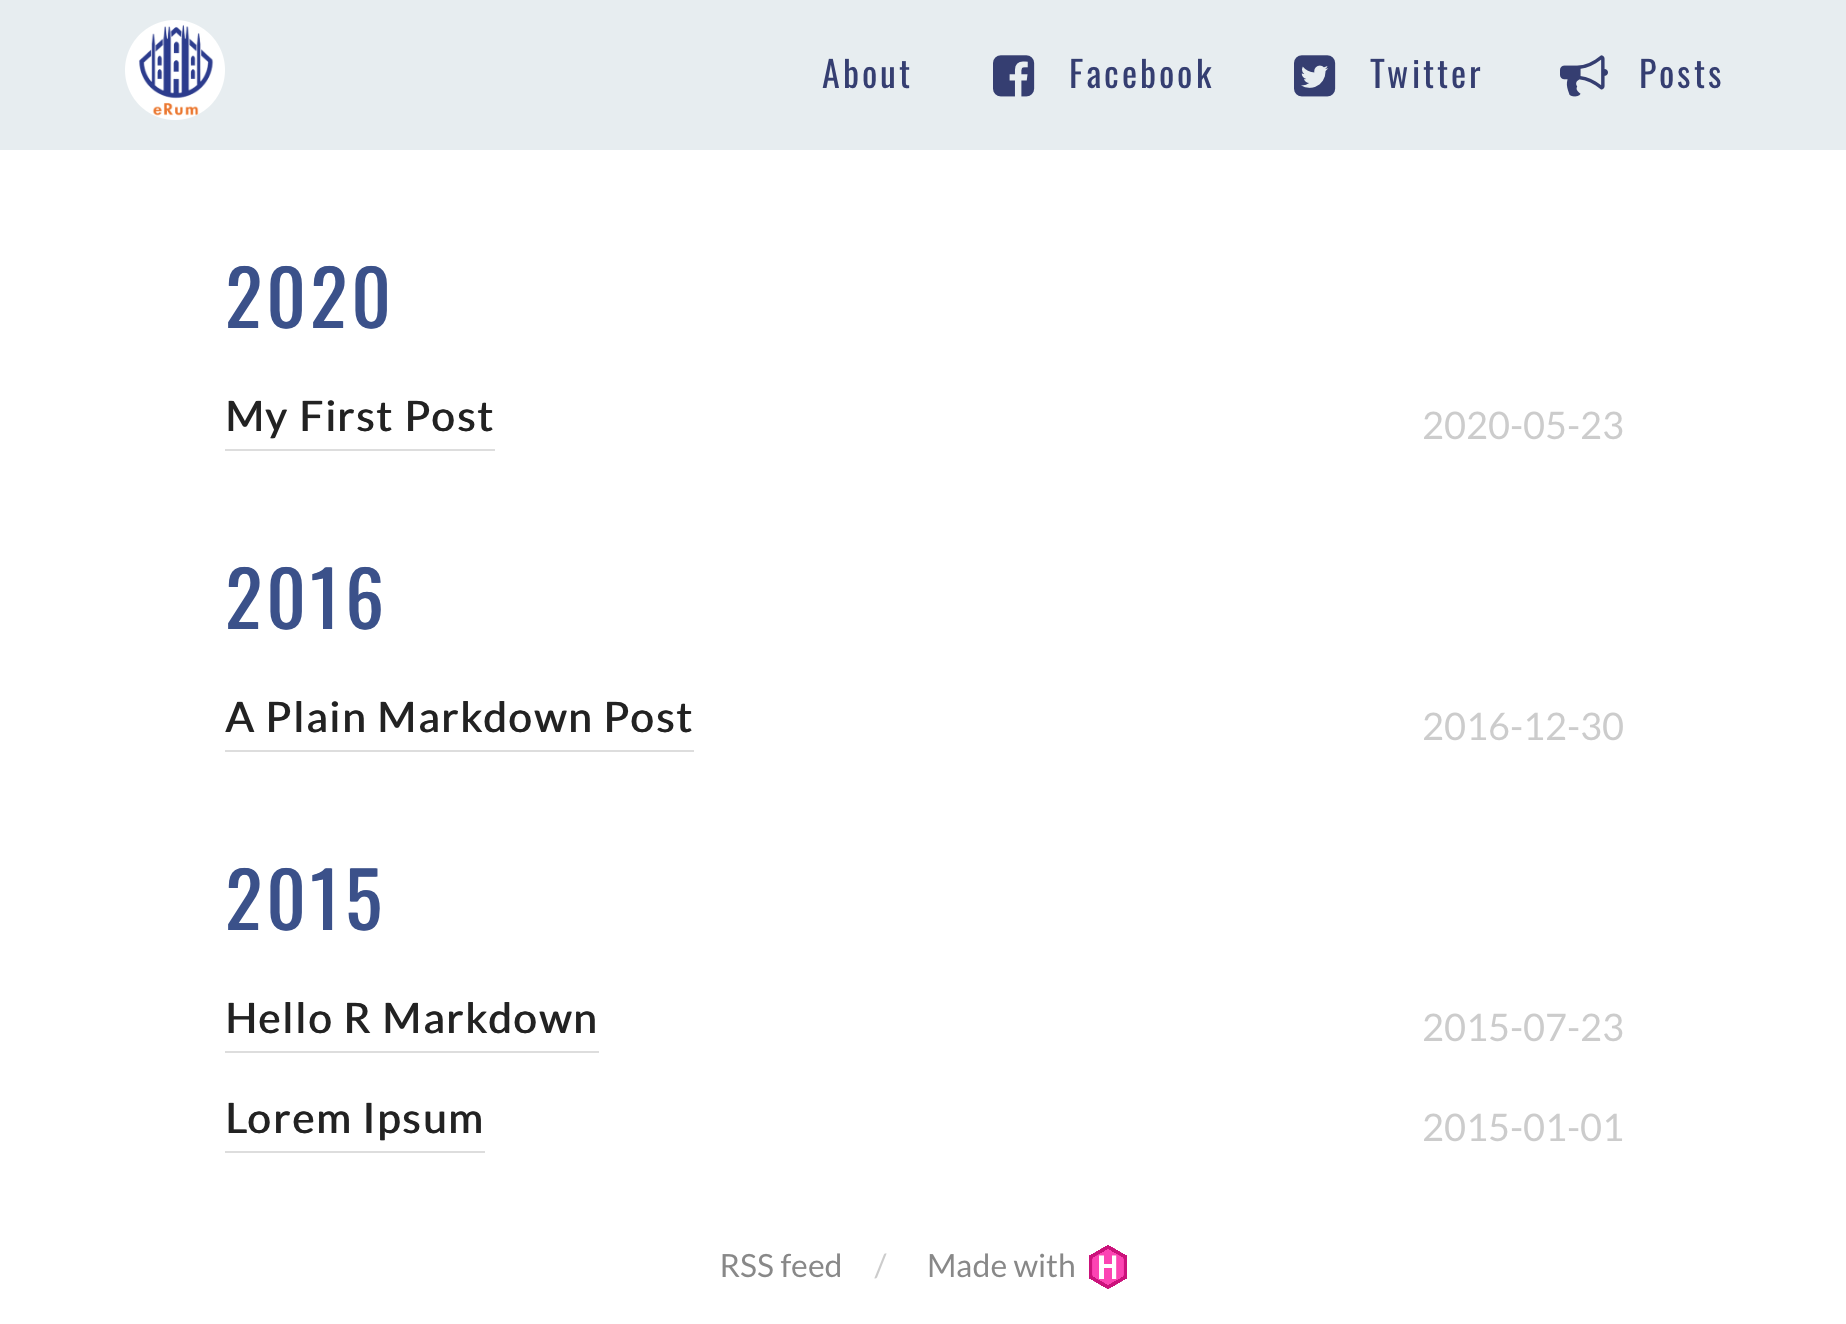 eRum
About Facebook Twitter Posts
2020
My First Post 2020-05-23
2016
A Plain Markdown Post 2016-12-30
2015
Hello R Markdown 2015-07-23
Lorem Ipsum 2015-01-01
RSS feed / Made with H